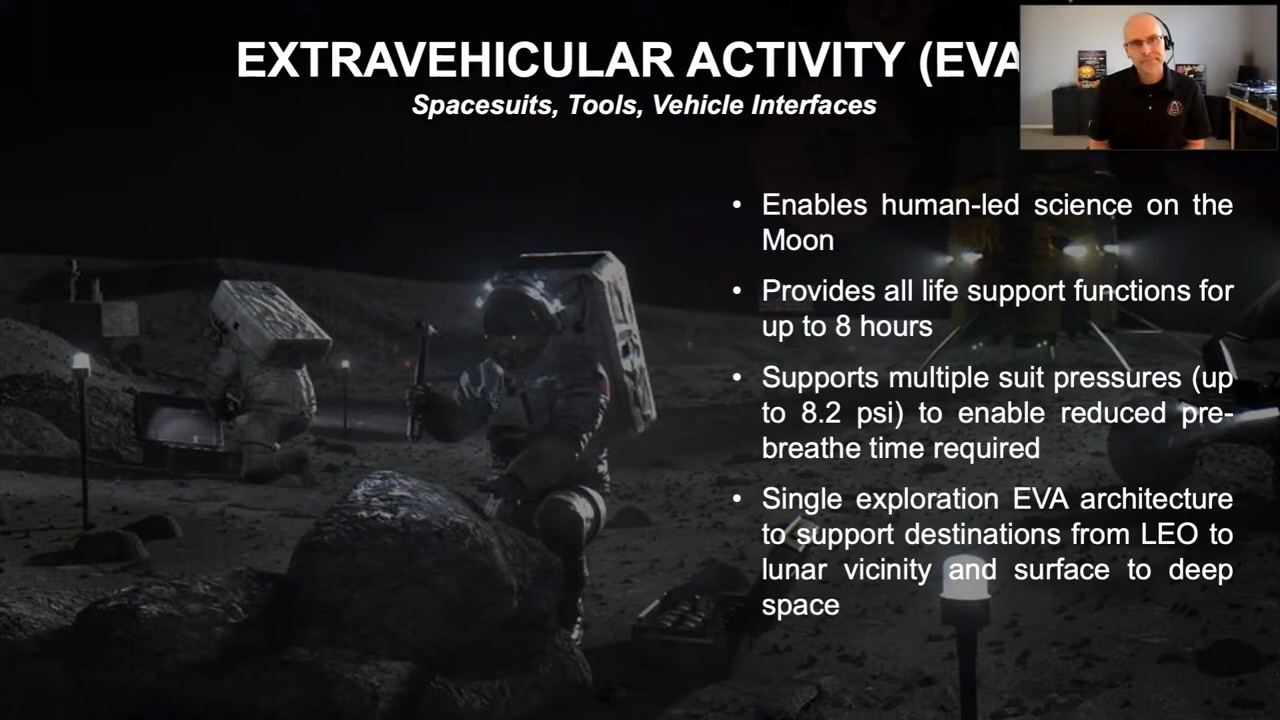 EXTRAVEHICULAR ACTIVITY (EVA
Spacesuits, Tools, Vehicle Interfaces
• Enables human-led science on the
Moon
• Provides all life support functions for
up to 8 hours
• Supports multiple suit pressures (up
to 8.2 psi) to enable reduced pre-
breathe time required
• Single exploration EVA architecture
to support destinations from LEO to
lunar vicinity and surface to deep
space